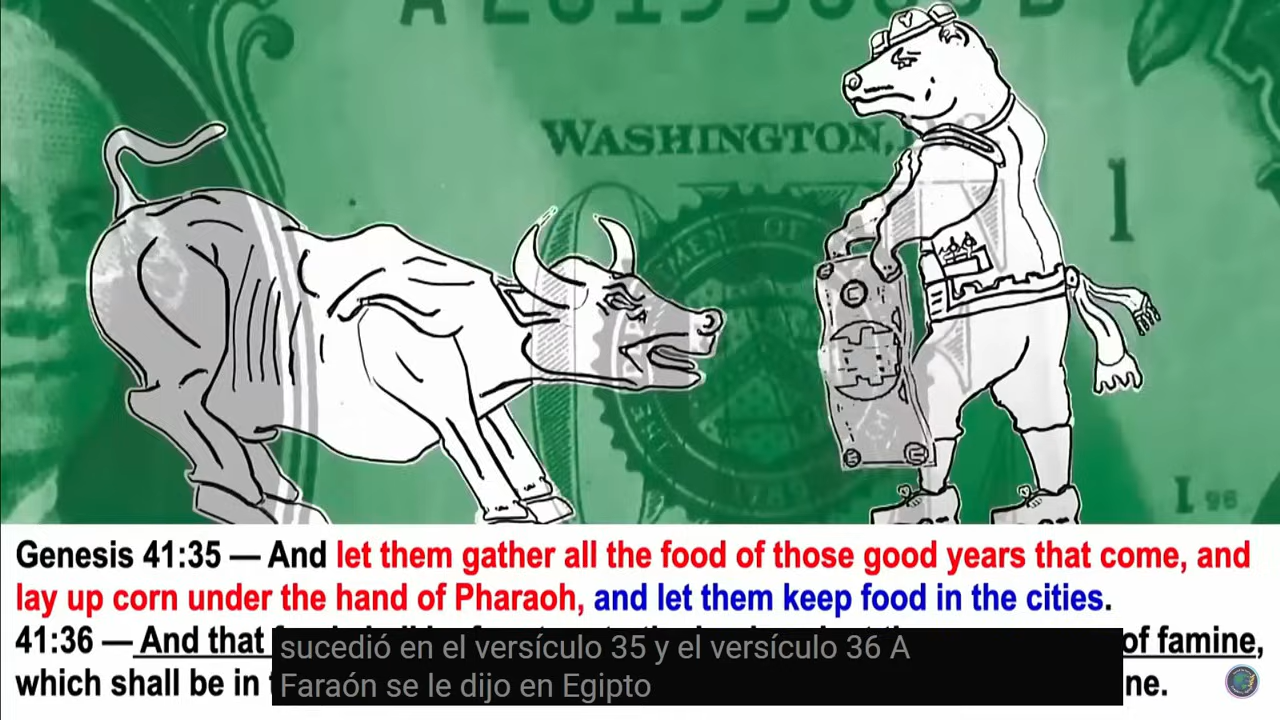 WASHINGTON, D.C.
1
Genesis 41:35 — And let them gather all the food of those good years that come, and
lay up corn under the hand of Pharaoh, and let them keep food in the cities.
41:36 — And that of famine,
which shall be in ne.
sucedió en el versículo 35 y el versículo 36 A
Faraón se le dijo en Egipto